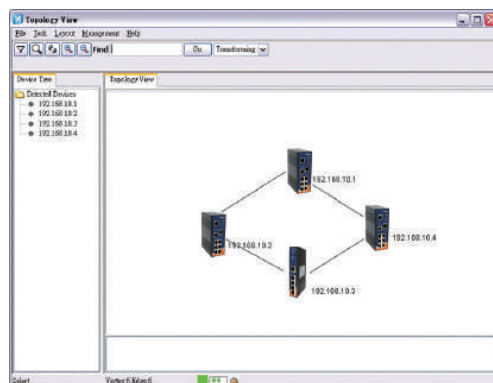 Topology View
File Task Layout Management Help
Find Go Transforming
Device Tree
Topology View
Detected Devices
192.168.10.1
192.168.10.2
192.168.10.3
192.168.10.4
192.168.10.1
192.168.10.2
192.168.10.4
192.168.10.3
Select